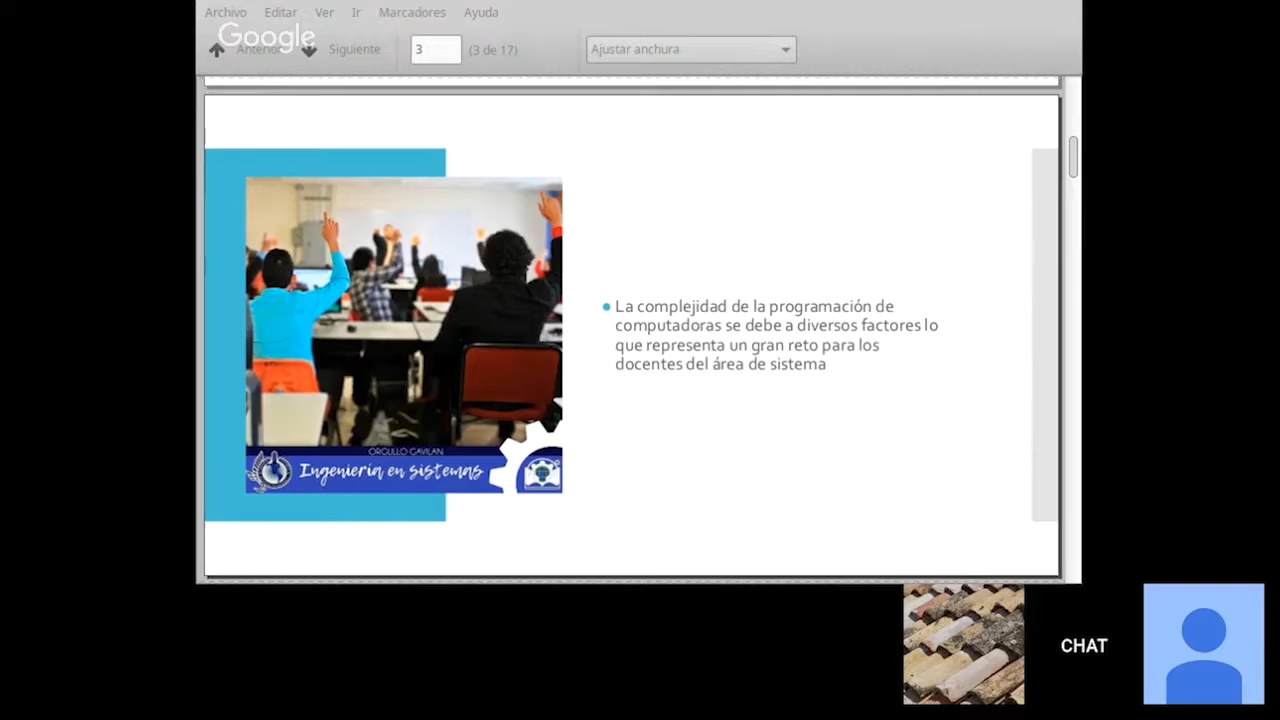 Archivo Editar Ver Ir Marcadores Ayuda
Google
Anterior Siguiente 3 (3 de 17) Ajustar anchura
La complejidad de la programación de
computadoras se debe a diversos factores lo
que representa un gran reto para los
docentes del área de sistema
ORGULLO GAVILAN
Ingeniería en sistemas
CHAT